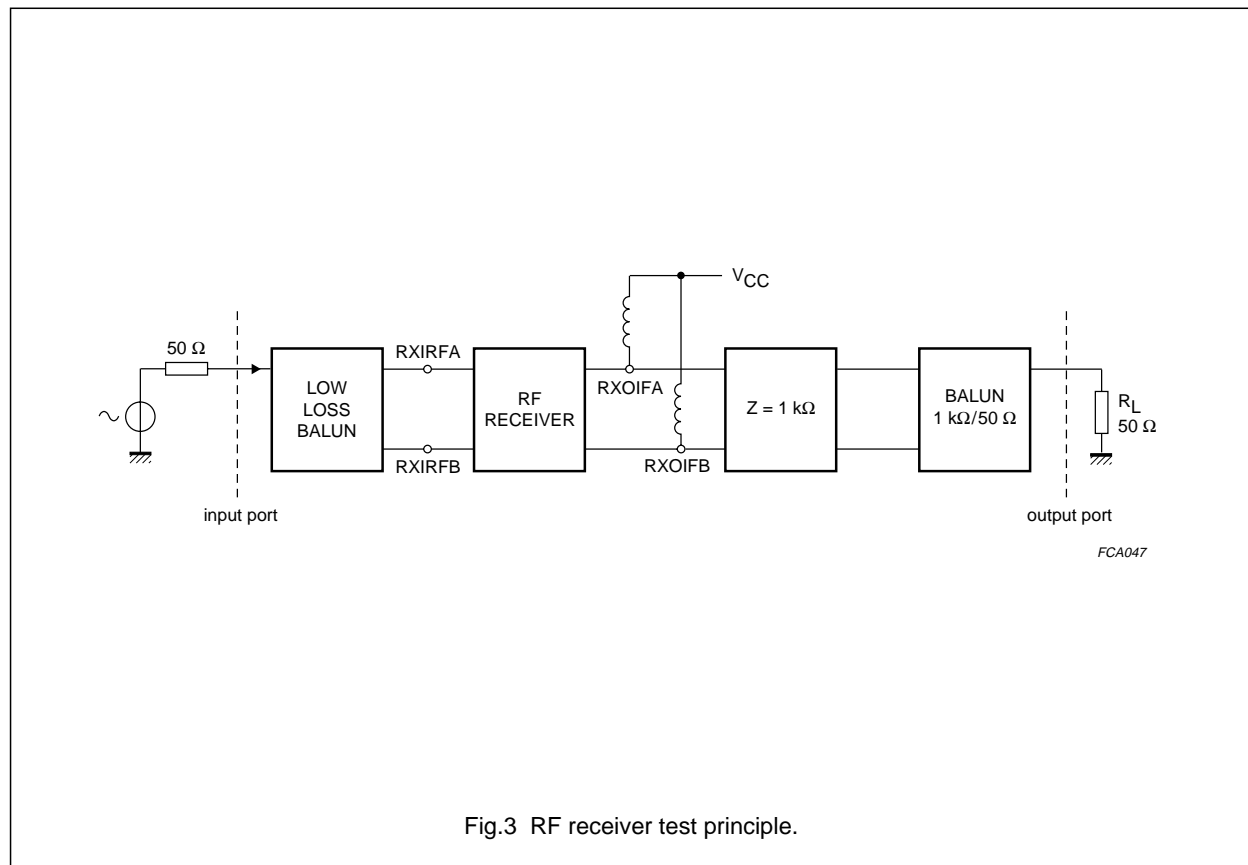 VCC
50 Ω
RXIRFA
RXOIFA
LOW
LOSS
BALUN
RF
RECEIVER
Z = 1 kΩ
BALUN
1 kΩ/50 Ω
RL
50 Ω
RXIRFB
RXOIFB
input port
output port
FCA047
Fig.3 RF receiver test principle.